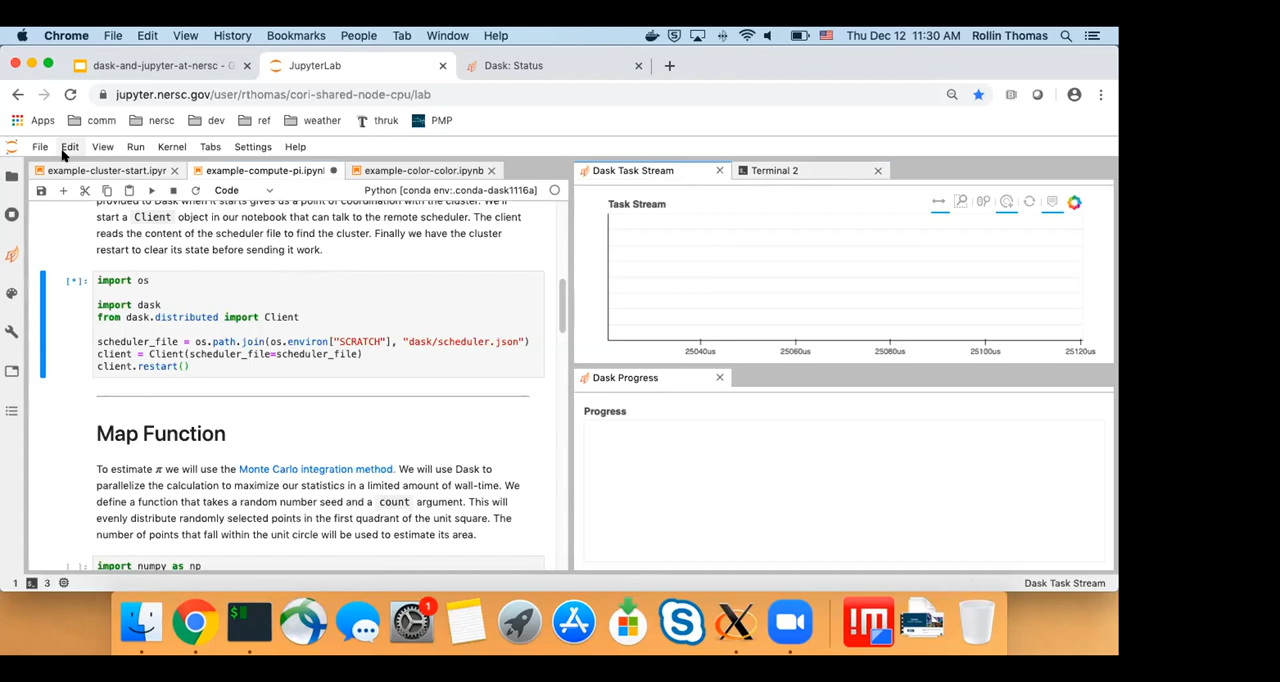 Chrome File Edit View History Bookmarks People Tab Window Help Thu Dec 12 11:30 AM Rollin Thomas
dask-and-jupyter-at-nersc - G JupyterLab Dask: Status
jupyter.nersc.gov/user/rthomas/cori-shared-node-cpu/lab
Apps comm nersc dev ref weather thruk PMP
File Edit View Run Kernel Tabs Settings Help
example-cluster-start.ipyr example-compute-pi.ipynl example-color-color.ipynb
Code Python [conda env:.conda-dask1116a]
provided to Dask when it starts gives us a point of coordination with the cluster. We'll
start a Client object in our notebook that can talk to the remote scheduler. The client
reads the content of the scheduler file to find the cluster. Finally we have the cluster
restart to clear its state before sending it work.
[*]: import os
import dask
from dask.distributed import Client
scheduler_file = os.path.join(os.environ["SCRATCH"], "dask/scheduler.json")
client = Client(scheduler_file=scheduler_file)
client.restart()
Map Function
To estimate π we will use the Monte Carlo integration method. We will use Dask to
parallelize the calculation to maximize our statistics in a limited amount of wall-time. We
define a function that takes a random number seed and a count argument. This will
evenly distribute randomly selected points in the first quadrant of the unit square. The
number of points that fall within the unit circle will be used to estimate its area.
[ ]: import numpy as np
Dask Task Stream Terminal 2
Task Stream
25040us 25060us 25080us 25100us 25120us
Dask Progress
Progress
1 3 Dask Task Stream
1